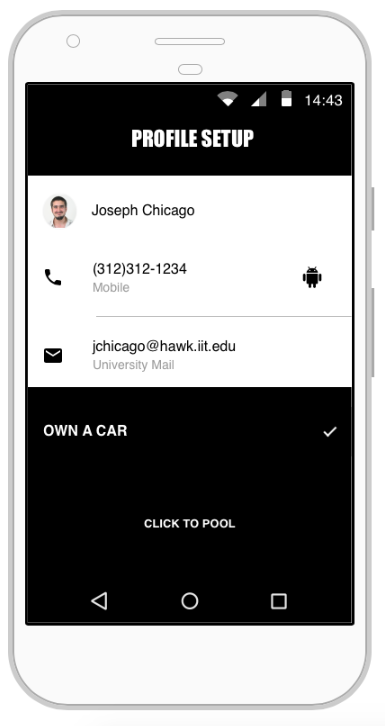 14:43
PROFILE SETUP
Joseph Chicago
(312)312-1234
Mobile
jchicago@hawk.iit.edu
University Mail
OWN A CAR
CLICK TO POOL